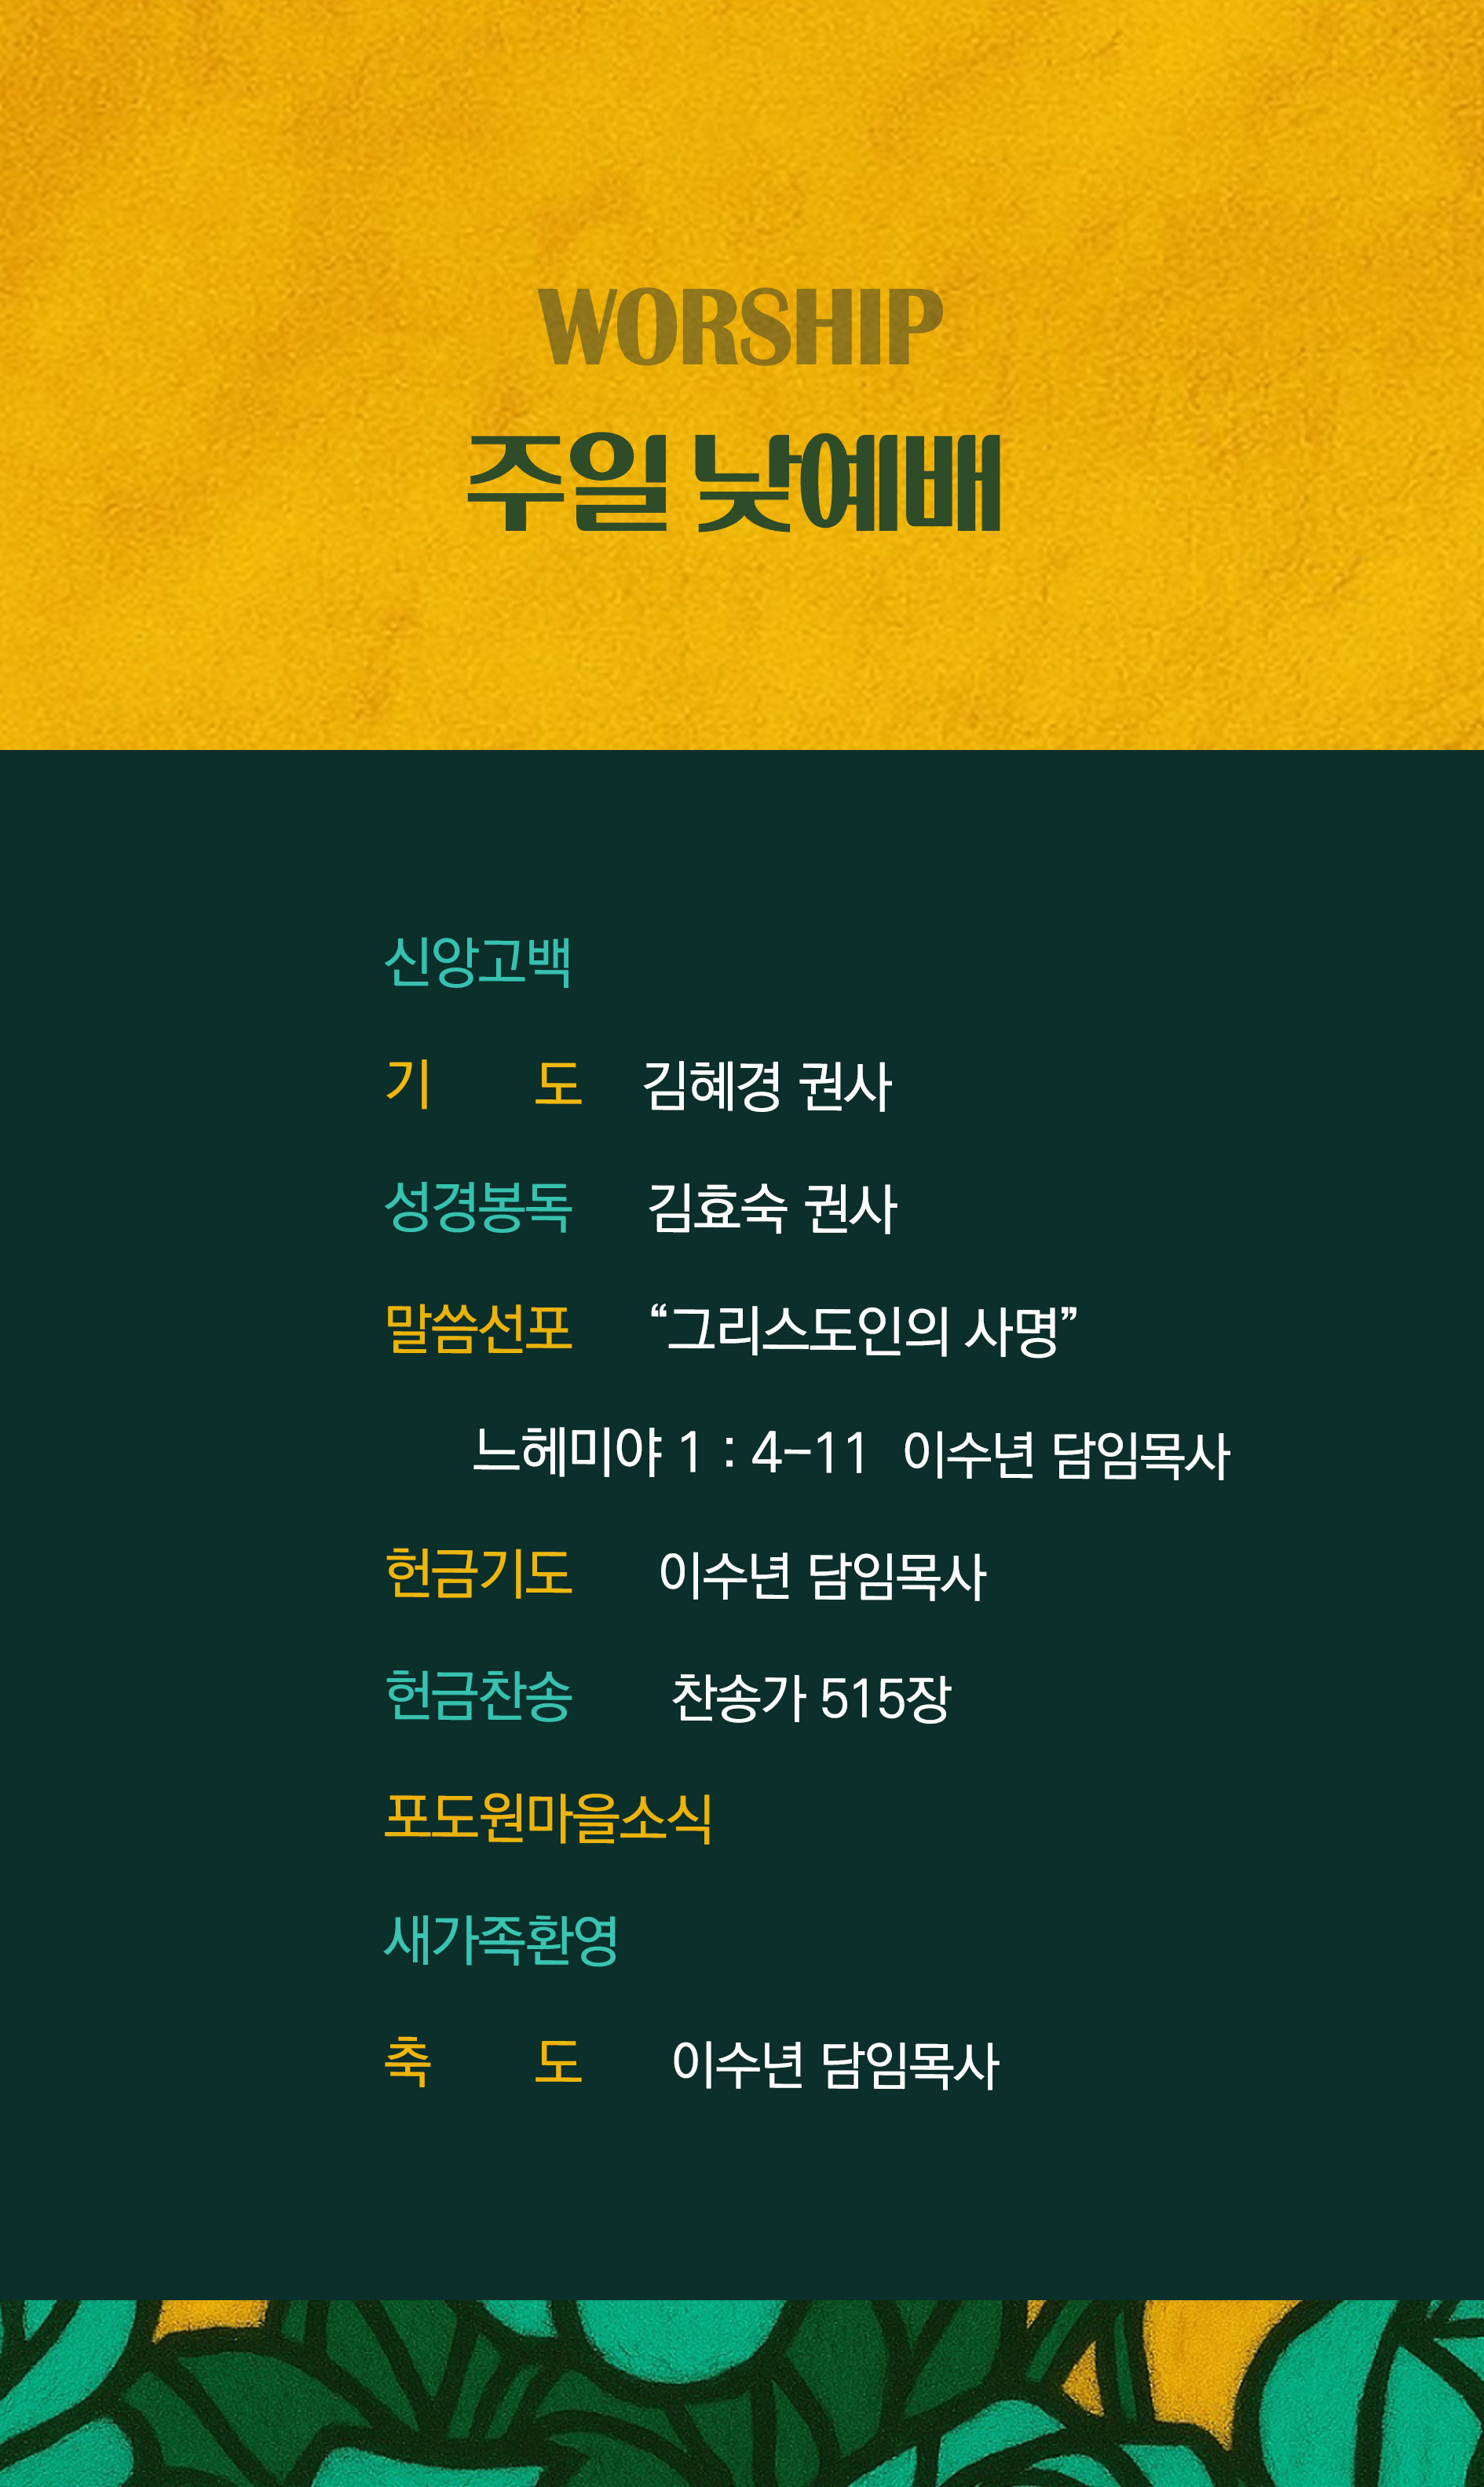 WORSHIP
주일 낮예배
신앙고백
기 도 김혜경 권사
성경봉독 김효숙 권사
말씀선포 “그리스도인의 사명”
느헤미야 1 : 4-11 이수년 담임목사
헌금기도 이수년 담임목사
헌금찬송 찬송가 515장
포도원마을소식
새가족환영
축 도 이수년 담임목사